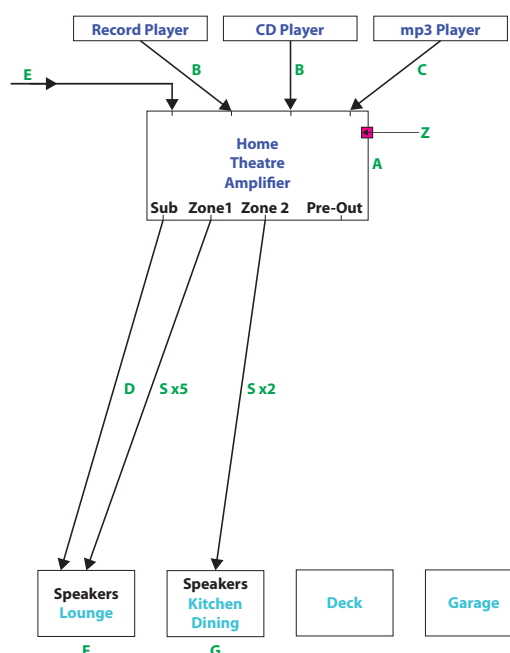 Record Player
CD Player
mp3 Player
E
B
B
C
Z
Home
Theatre
Amplifier
A
Sub Zone1 Zone 2 Pre-Out
D
S x5
S x2
Speakers
Lounge
Speakers
Kitchen
Dining
Deck
Garage
F
G